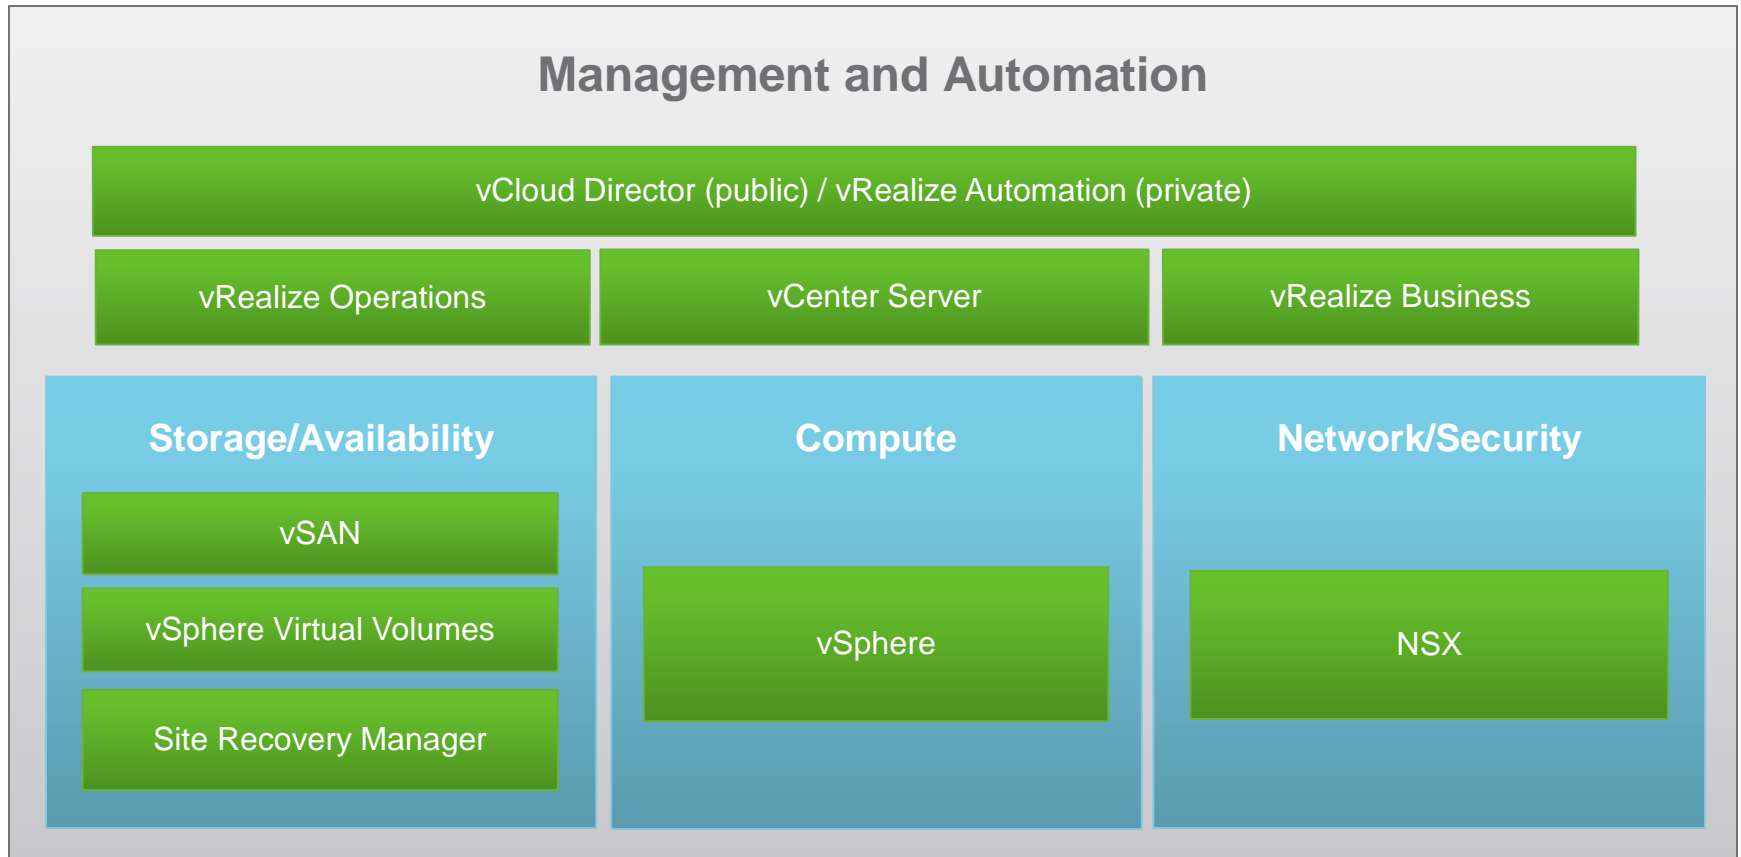 Management and Automation
vCloud Director (public) / vRealize Automation (private)
vRealize Operations
vCenter Server
vRealize Business
Storage/Availability
vSAN
vSphere Virtual Volumes
Site Recovery Manager
Compute
vSphere
Network/Security
NSX